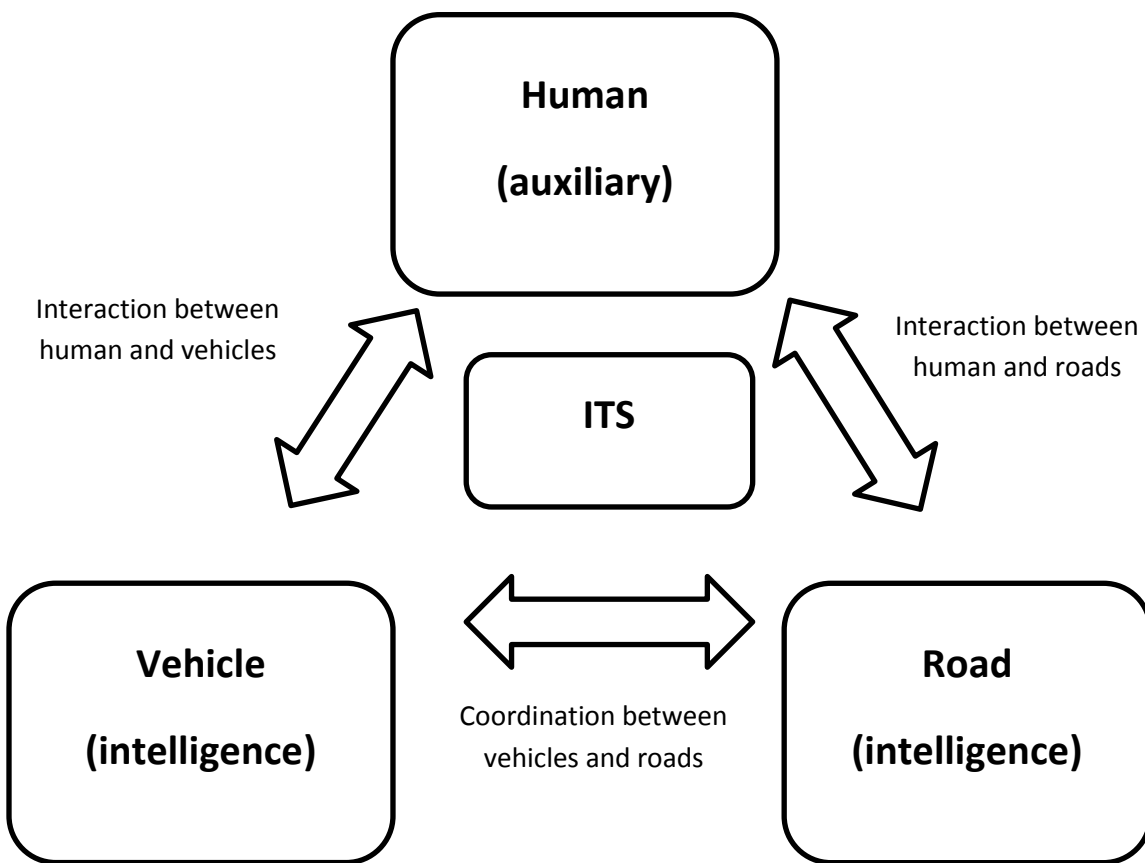 Human
(auxiliary)
Interaction between
human and vehicles
Interaction between
human and roads
ITS
Vehicle
(intelligence)
Coordination between
vehicles and roads
Road
(intelligence)